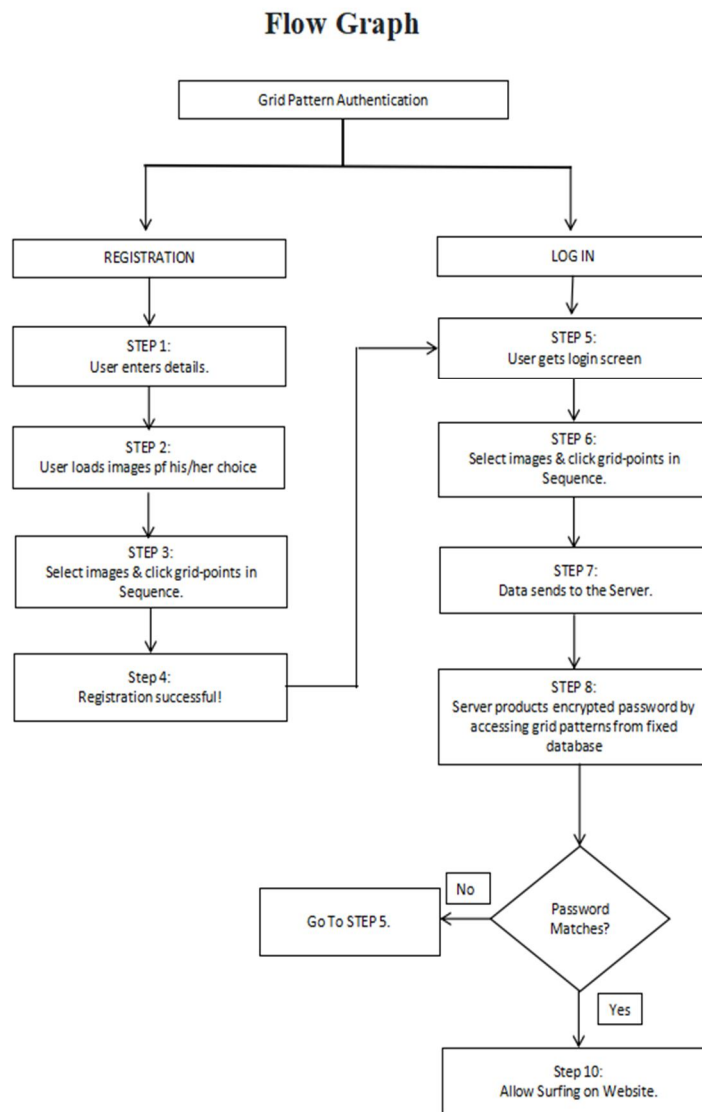 Flow Graph
Grid Pattern Authentication
REGISTRATION
STEP 1:
User enters details.
STEP 2:
User loads images pf his/her choice
STEP 3:
Select images & click grid-points in
Sequence.
Step 4:
Registration successful!
LOG IN
STEP 5:
User gets login screen
STEP 6:
Select images & click grid-points in
Sequence.
STEP 7:
Data sends to the Server.
STEP 8:
Server products encrypted password by
accessing grid patterns from fixed
database
Password
Matches?
No
Go To STEP 5.
Yes
Step 10:
Allow Surfing on Website.